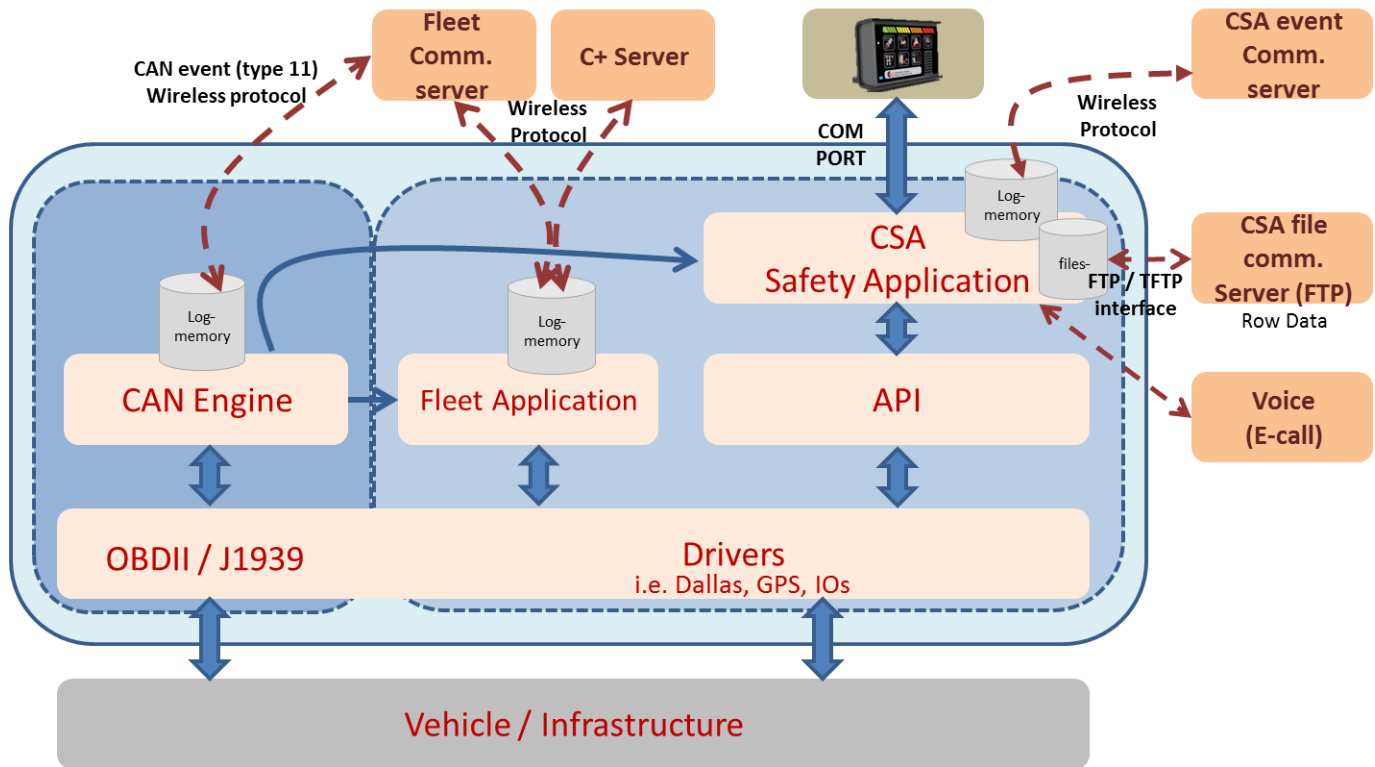 Fleet
Comm.
server
C+ Server
CSA event
Comm.
server
CAN event (type 11)
Wireless protocol
Wireless
Protocol
COM
PORT
Wireless
Protocol
Log-
memory
CSA
Safety Application
files-
FTP / TFTP
interface
CSA file
comm.
Server (FTP)
Row Data
Log-
memory
Log-
memory
CAN Engine
Fleet Application
API
Voice
(E-call)
OBDII / J1939
Drivers
i.e. Dallas, GPS, IOs
Vehicle / Infrastructure